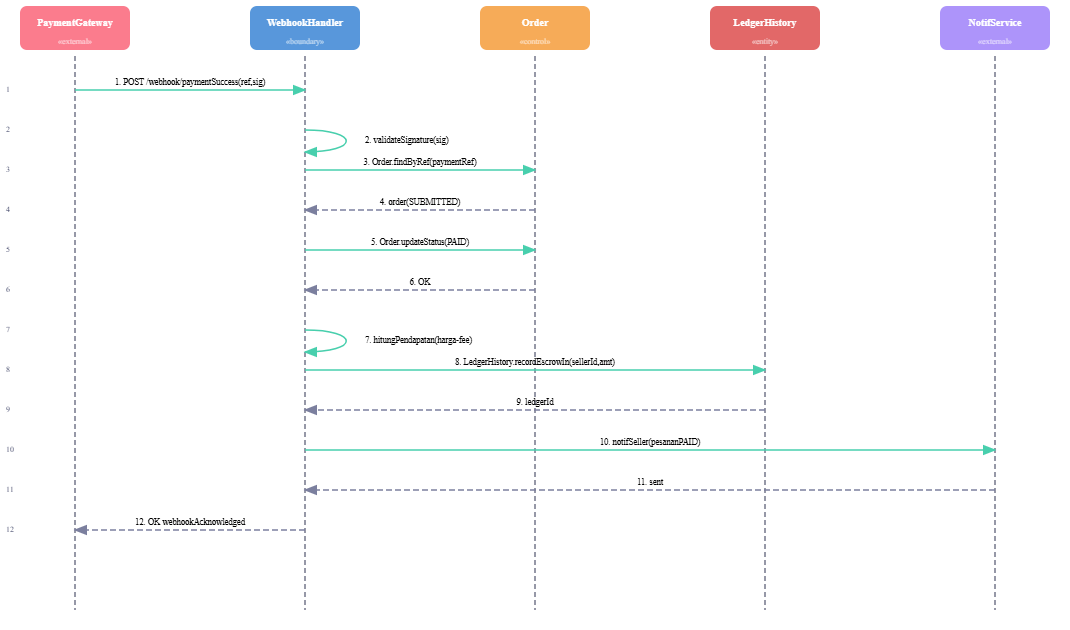 PaymentGateway
«external»
WebhookHandler
«boundary»
Order
«control»
LedgerHistory
«entity»
NotifService
«external»
1
1. POST /webhook/paymentSuccess(ref,sig)
2
2. validateSignature(sig)
3
3. Order.findByRef(paymentRef)
4
4. order(SUBMITTED)
5
5. Order.updateStatus(PAID)
6
6. OK
7
7. hitungPendapatan(harga-fee)
8
8. LedgerHistory.recordEscrowIn(sellerId,amt)
9
9. ledgerId
10
10. notifSeller(pesananPAID)
11
11. sent
12
12. OK webhookAcknowledged